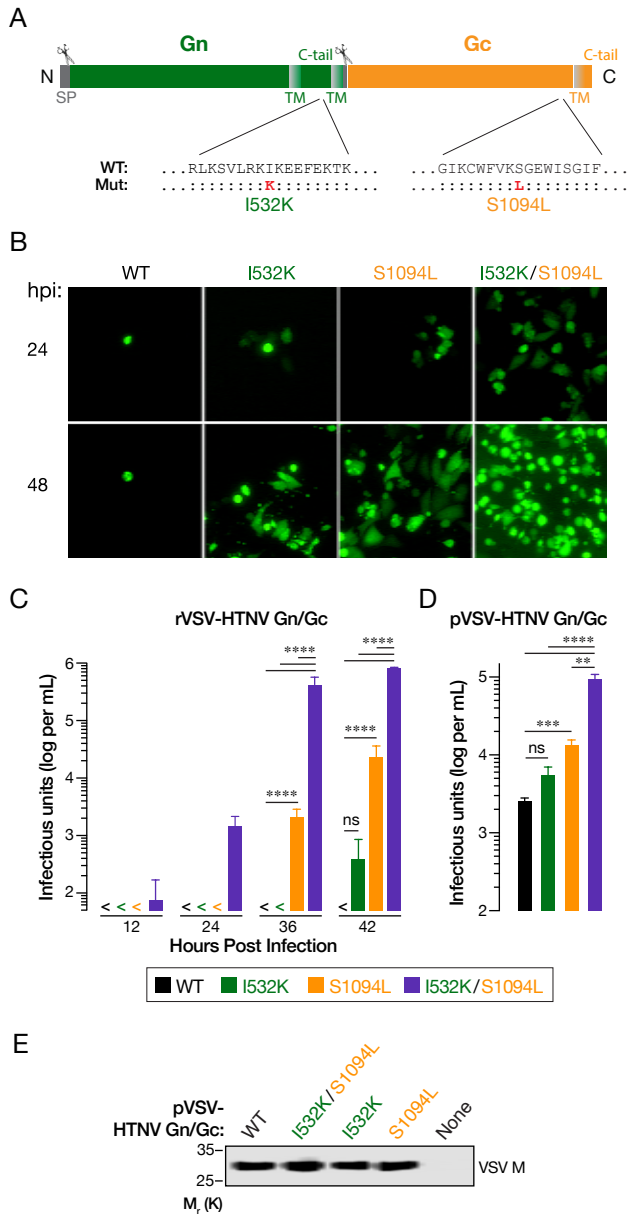 A
Gn
Gc
C-tail
C-tail
N
C
SP
TM
TM
TM
WT:
...RLKSVLRKIKEEFEKTK...
...GIKCWFVKSGEWISGIF...
Mut:
...::::::::K::::::::...
...::::::::L::::::::...
I532K
S1094L
B
WT
I532K
S1094L
I532K/S1094L
hpi:
24
48
C
rVSV-HTNV Gn/Gc
Infectious units (log per mL)
6
5
4
3
2
****
****
****
****
ns
< < <
< < <
< <
<
12
24
36
42
Hours Post Infection
D
pVSV-HTNV Gn/Gc
Infectious units (log per mL)
5
4
3
2
****
**
***
ns
WT
I532K
S1094L
I532K/S1094L
E
pVSV-
HTNV Gn/Gc:
WT
I532K/S1094L
I532K
S1094L
None
35
25
VSV M
Mr (K)